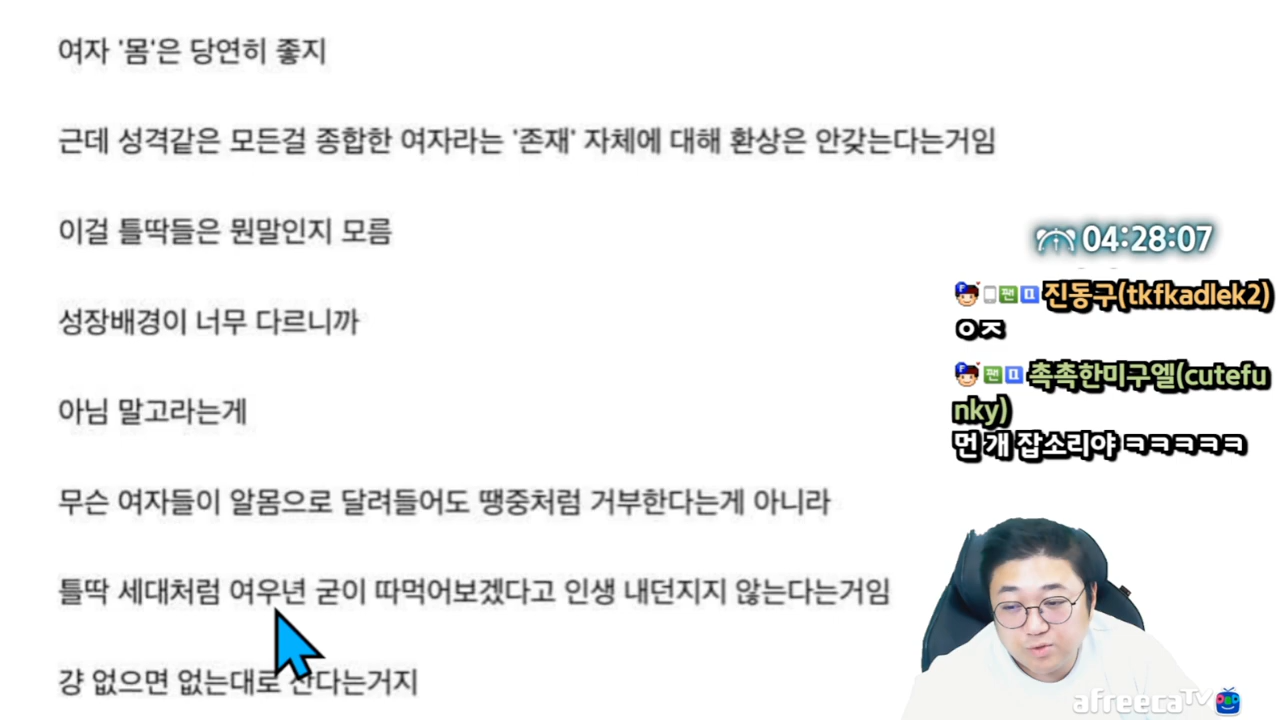 여자 '몸'은 당연히 좋지
근데 성격같은 모든걸 종합한 여자라는 '존재' 자체에 대해 환상은 안갖는다는거임
이걸 틀딱들은 뭔말인지 모름
성장배경이 너무 다르니까
아님 말고라는게
무슨 여자들이 알몸으로 달려들어도 땡중처럼 거부한다는게 아니라
틀딱 세대처럼 여우년 굳이 따먹어보겠다고 인생 내던지지 않는다는거임
걍 없으면 없는대로 산다는거지
04:28:07
팬 진동구(tkfkadlek2)
ㅇㅈ
팬 촉촉한미구엘(cutefu
nky)
먼 개 잡소리야 ㅋㅋㅋㅋㅋ
afreecaTV